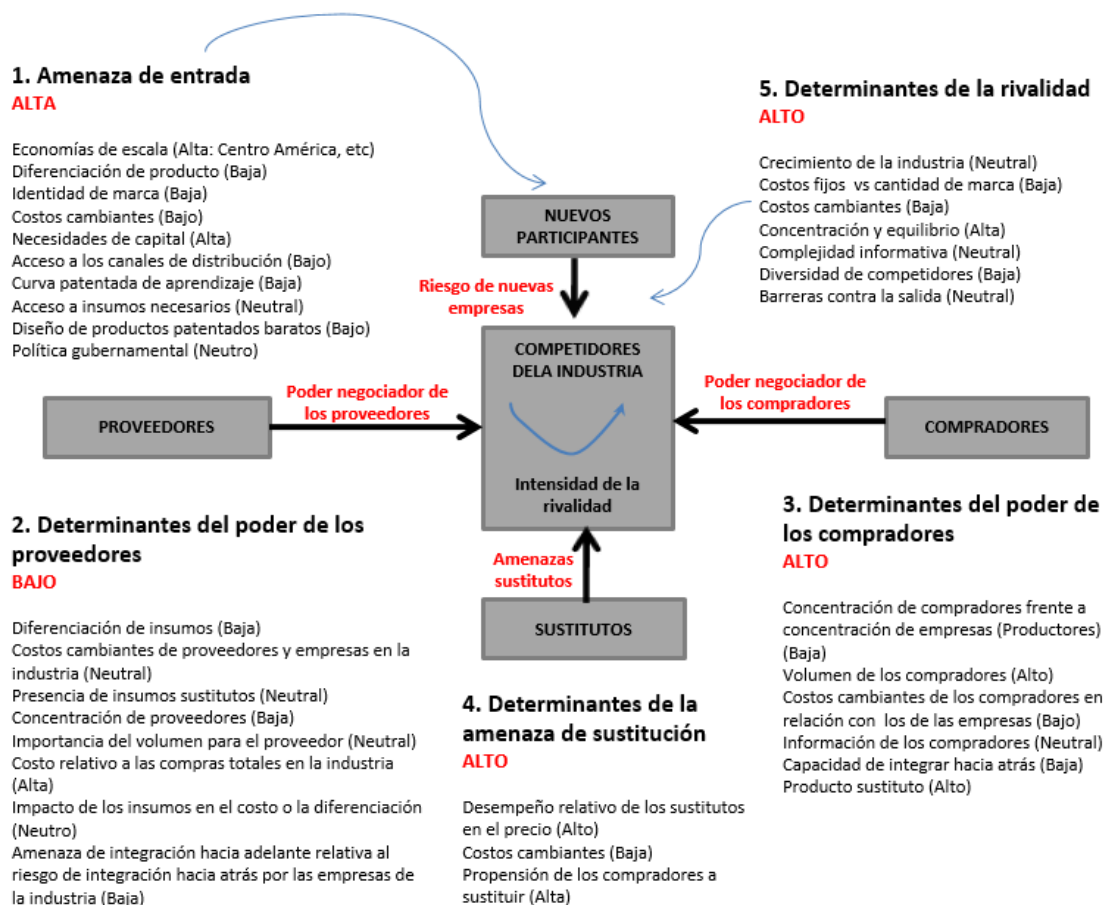 1. Amenaza de entrada
ALTA
Economías de escala (Alta: Centro América, etc)
Diferenciación de producto (Baja)
Identidad de marca (Baja)
Costos cambiantes (Bajo)
Necesidades de capital (Alta)
Acceso a los canales de distribución (Bajo)
Curva patentada de aprendizaje (Baja)
Acceso a insumos necesarios (Neutral)
Diseño de productos patentados baratos (Bajo)
Política gubernamental (Neutro)
5. Determinantes de la rivalidad
ALTO
Crecimiento de la industria (Neutral)
Costos fijos vs cantidad de marca (Baja)
Costos cambiantes (Baja)
Concentración y equilibrio (Alta)
Complejidad informativa (Neutral)
Diversidad de competidores (Baja)
Barreras contra la salida (Neutral)
NUEVOS
PARTICIPANTES
Riesgo de nuevas
empresas
COMPETIDORES
DELA INDUSTRIA
Intensidad de la
rivalidad
Poder negociador de
los proveedores
PROVEEDORES
Poder negociador de
los compradores
COMPRADORES
Amenazas
sustitutos
SUSTITUTOS
2. Determinantes del poder de los
proveedores
BAJO
Diferenciación de insumos (Baja)
Costos cambiantes de proveedores y empresas en la
industria (Neutral)
Presencia de insumos sustitutos (Neutral)
Concentración de proveedores (Baja)
Importancia del volumen para el proveedor (Neutral)
Costo relativo a las compras totales en la industria
(Alta)
Impacto de los insumos en el costo o la diferenciación
(Neutro)
Amenaza de integración hacia adelante relativa al
riesgo de integración hacia atrás por las empresas de
la industria (Baja)
4. Determinantes de la
amenaza de sustitución
ALTO
Desempeño relativo de los sustitutos
en el precio (Alto)
Costos cambiantes (Baja)
Propensión de los compradores a
sustituir (Alta)
3. Determinantes del poder de
los compradores
ALTO
Concentración de compradores frente a
concentración de empresas (Productores)
(Baja)
Volumen de los compradores (Alto)
Costos cambiantes de los compradores en
relación con los de las empresas (Bajo)
Información de los compradores (Neutral)
Capacidad de integrar hacia atrás (Baja)
Producto sustituto (Alto)